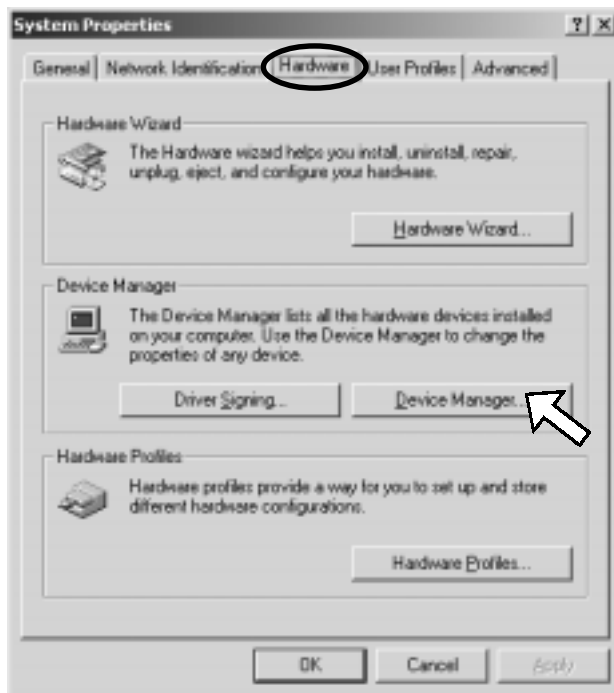 System Properties
General Network Identification Hardware User Profiles Advanced
Hardware Wizard
The Hardware wizard helps you install, uninstall, repair,
unplug, eject, and configure your hardware.
Hardware Wizard...
Device Manager
The Device Manager lists all the hardware devices installed
on your computer. Use the Device Manager to change the
properties of any device.
Driver Signing... Device Manager...
Hardware Profiles
Hardware profiles provide a way for you to set up and store
different hardware configurations.
Hardware Profiles...
OK Cancel Apply